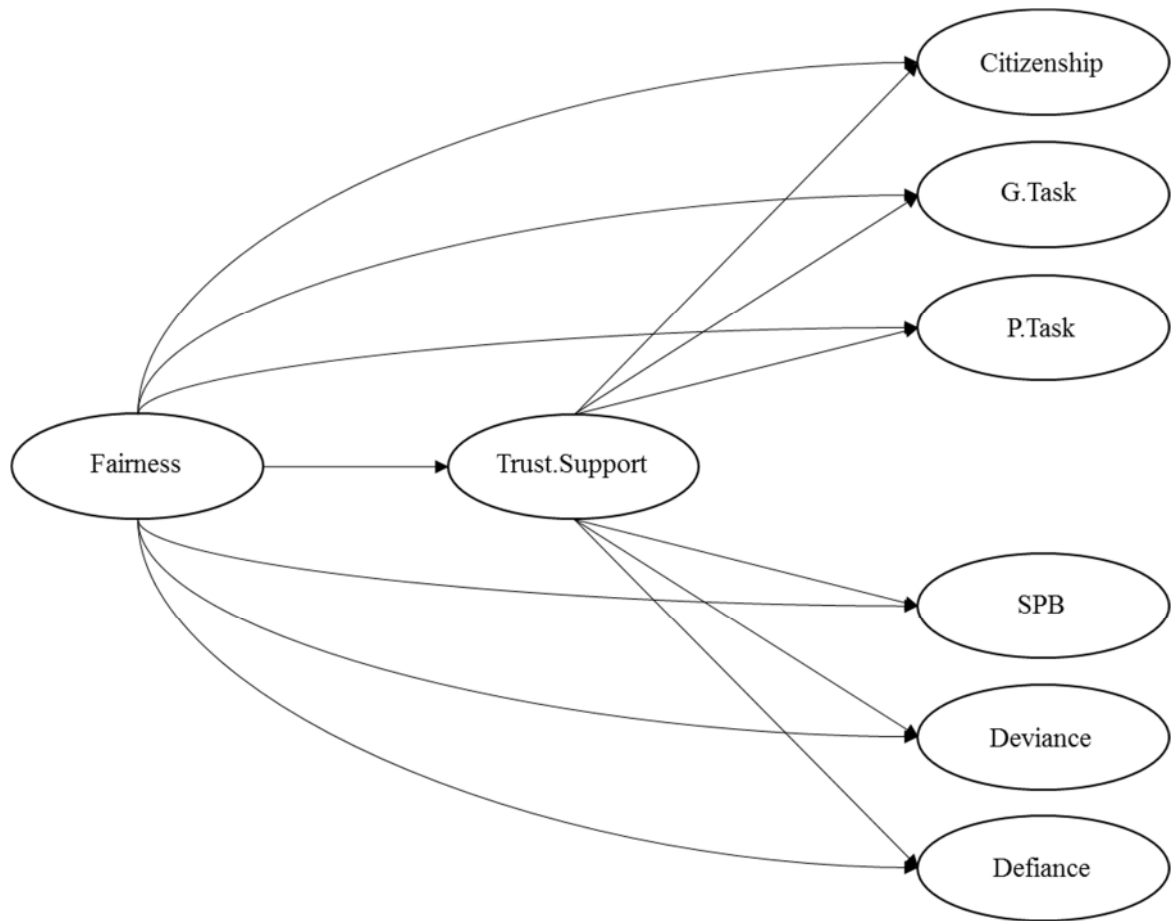 Citizenship
G.Task
P.Task
Fairness
Trust.Support
SPB
Deviance
Defiance